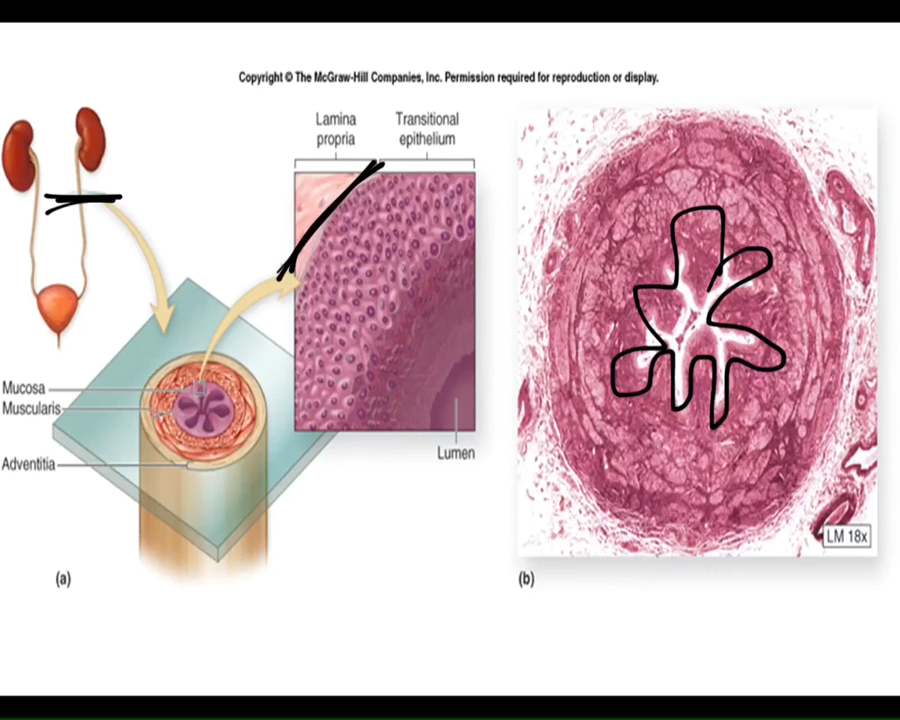 Copyright © The McGraw-Hill Companies, Inc. Permission required for reproduction or display.
Lamina
propria
Transitional
epithelium
Mucosa
Muscularis
Adventitia
Lumen
LM 18x
(a)
(b)